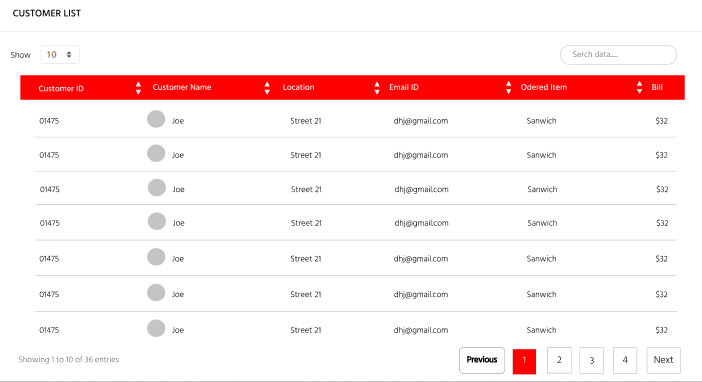 CUSTOMER LIST
Show 10 Serch data.....
Customer ID Customer Name Location Email ID Odered Item Bill
01475 Joe Street 21 dhj@gmail.com Sanwich $32
01475 Joe Street 21 dhj@gmail.com Sanwich $32
01475 Joe Street 21 dhj@gmail.com Sanwich $32
01475 Joe Street 21 dhj@gmail.com Sanwich $32
01475 Joe Street 21 dhj@gmail.com Sanwich $32
01475 Joe Street 21 dhj@gmail.com Sanwich $32
01475 Joe Street 21 dhj@gmail.com Sanwich $32
Showing 1 to 10 of 36 entries Previous 1 2 3 4 Next